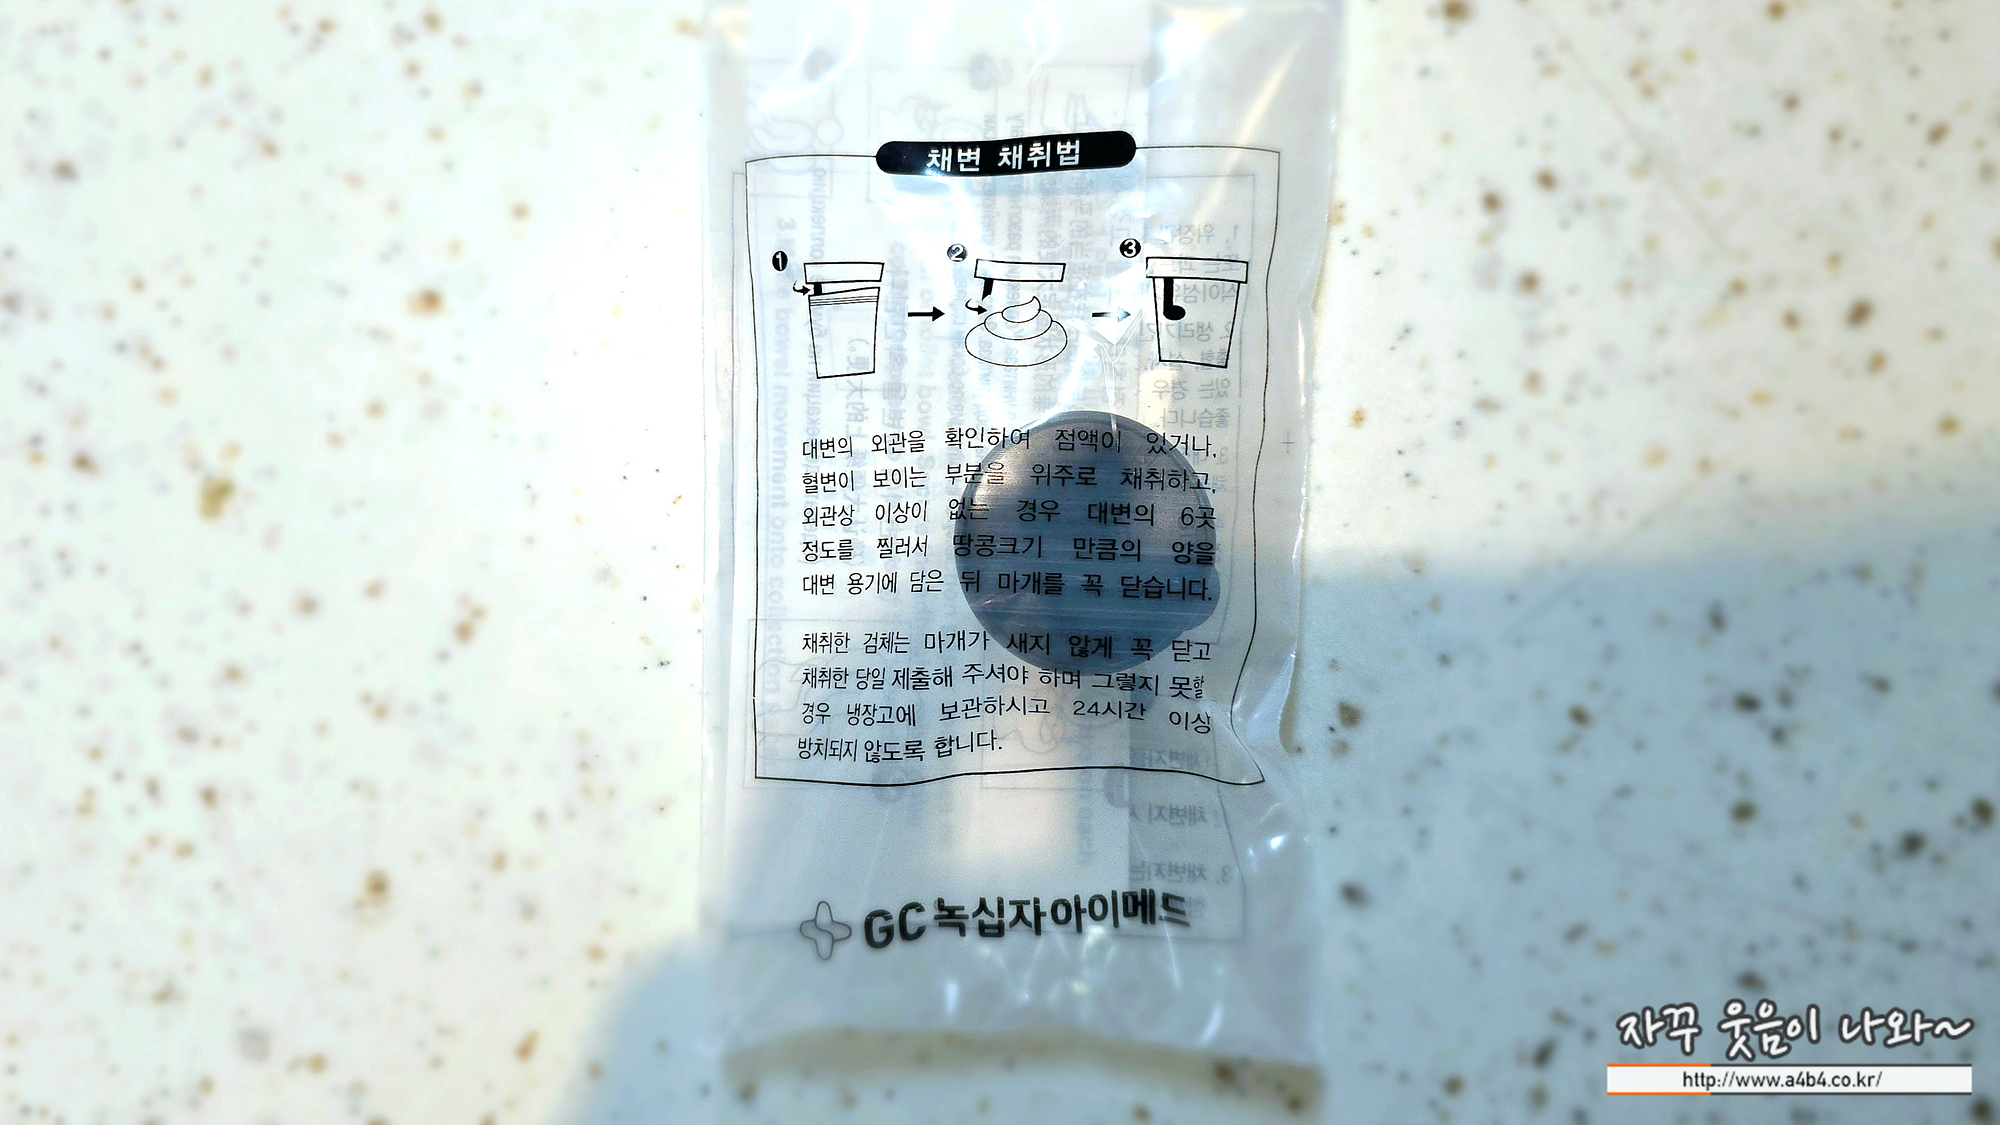 채변 채취법
1 2 3
대변의 외관을 확인하여 점액이 있거나,
혈변이 보이는 부분을 위주로 채취하고,
외관상 이상이 없는 경우 대변의 6곳
정도를 찔러서 땅콩크기 만큼의 양을
대변 용기에 담은 뒤 마개를 꼭 닫습니다.
채취한 검체는 마개가 새지 않게 꼭 닫고
채취한 당일 제출해 주셔야 하며 그렇지 못할
경우 냉장고에 보관하시고 24시간 이상
방치되지 않도록 합니다.
GC녹십자아이메드
자꾸 웃음이 나와~
http://www.a4b4.co.kr/